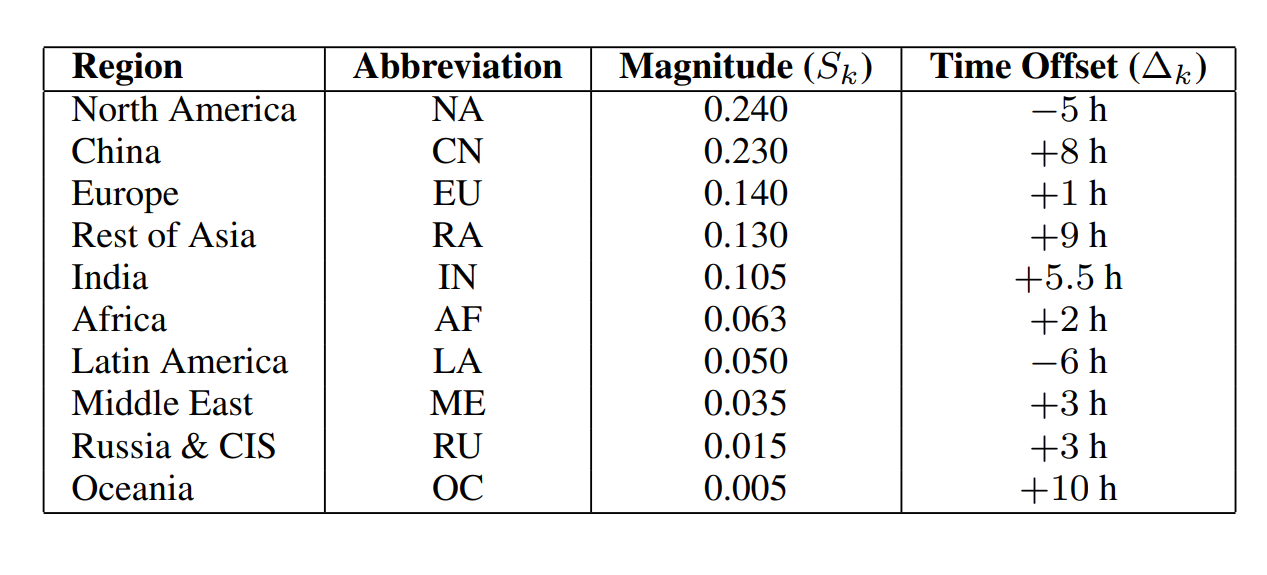 Region Abbreviation Magnitude (Sₖ) Time Offset (Δₖ)
North America NA 0.240 −5 h
China CN 0.230 +8 h
Europe EU 0.140 +1 h
Rest of Asia RA 0.130 +9 h
India IN 0.105 +5.5 h
Africa AF 0.063 +2 h
Latin America LA 0.050 −6 h
Middle East ME 0.035 +3 h
Russia & CIS RU 0.015 +3 h
Oceania OC 0.005 +10 h